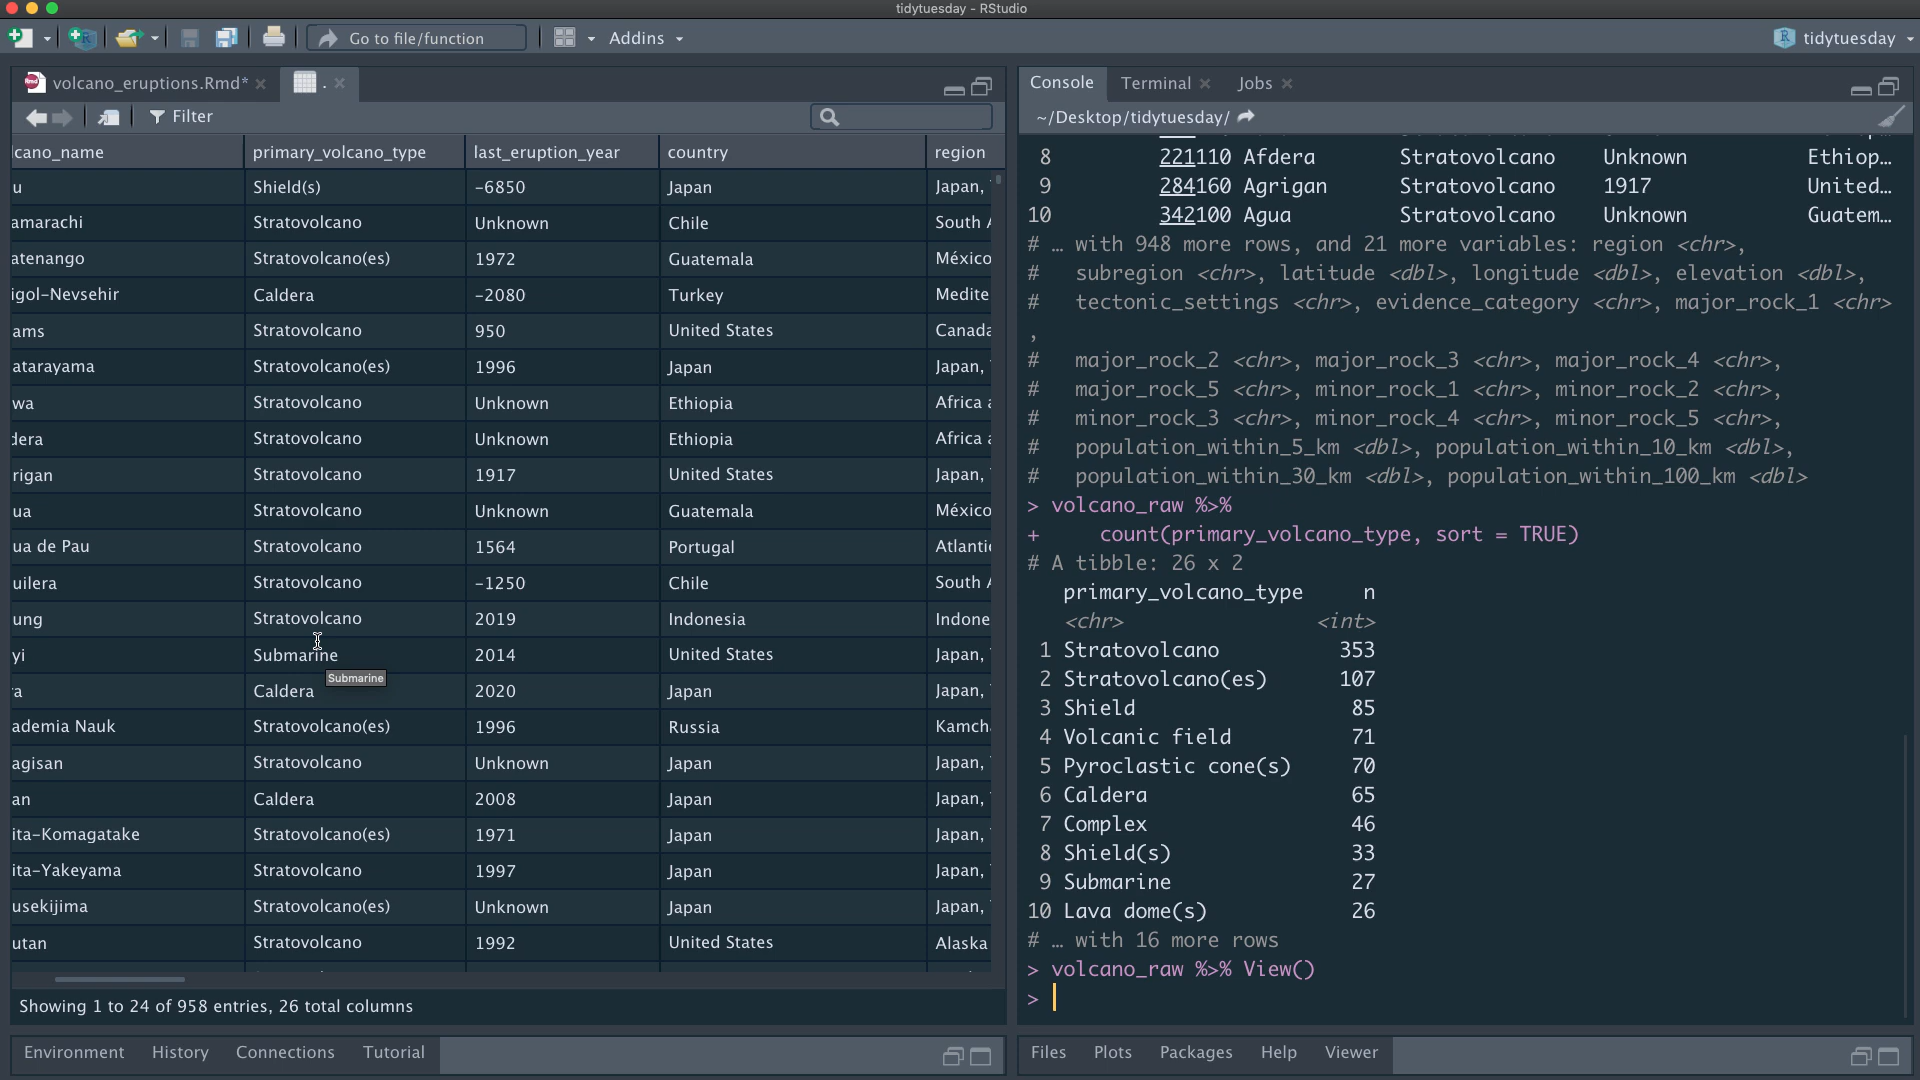 tidytuesday - RStudio
Go to file/function
Addins
tidytuesday
volcano_eruptions.Rmd*
.
Filter
lcano_name primary_volcano_type last_eruption_year country region
u Shield(s) -6850 Japan Japan,
amarachi Stratovolcano Unknown Chile South A
atenango Stratovolcano(es) 1972 Guatemala México
igol-Nevsehir Caldera -2080 Turkey Medite
ams Stratovolcano 950 United States Canada
atarayama Stratovolcano(es) 1996 Japan Japan,
wa Stratovolcano Unknown Ethiopia Africa a
dera Stratovolcano Unknown Ethiopia Africa a
rigan Stratovolcano 1917 United States Japan,
ua Stratovolcano Unknown Guatemala México
ua de Pau Stratovolcano 1564 Portugal Atlanti
uilera Stratovolcano -1250 Chile South A
ung Stratovolcano 2019 Indonesia Indone
yi Submarine 2014 United States Japan,
Submarine
ra Caldera 2020 Japan Japan,
ademia Nauk Stratovolcano(es) 1996 Russia Kamch
agisan Stratovolcano Unknown Japan Japan,
an Caldera 2008 Japan Japan,
ita-Komagatake Stratovolcano(es) 1971 Japan Japan,
ita-Yakeyama Stratovolcano 1997 Japan Japan,
usekijima Stratovolcano(es) Unknown Japan Japan,
utan Stratovolcano 1992 United States Alaska
Showing 1 to 24 of 958 entries, 26 total columns
Environment History Connections Tutorial
Console Terminal Jobs
~/Desktop/tidytuesday/
8 221110 Afdera Stratovolcano Unknown Ethiop…
9 284160 Agrigan Stratovolcano 1917 United…
10 342100 Agua Stratovolcano Unknown Guatem…
# … with 948 more rows, and 21 more variables: region <chr>,
# subregion <chr>, latitude <dbl>, longitude <dbl>, elevation <dbl>,
# tectonic_settings <chr>, evidence_category <chr>, major_rock_1 <chr>
,
# major_rock_2 <chr>, major_rock_3 <chr>, major_rock_4 <chr>,
# major_rock_5 <chr>, minor_rock_1 <chr>, minor_rock_2 <chr>,
# minor_rock_3 <chr>, minor_rock_4 <chr>, minor_rock_5 <chr>,
# population_within_5_km <dbl>, population_within_10_km <dbl>,
# population_within_30_km <dbl>, population_within_100_km <dbl>
> volcano_raw %>%
+ count(primary_volcano_type, sort = TRUE)
# A tibble: 26 x 2
primary_volcano_type n
<chr> <int>
1 Stratovolcano 353
2 Stratovolcano(es) 107
3 Shield 85
4 Volcanic field 71
5 Pyroclastic cone(s) 70
6 Caldera 65
7 Complex 46
8 Shield(s) 33
9 Submarine 27
10 Lava dome(s) 26
# … with 16 more rows
> volcano_raw %>% View()
>
Files Plots Packages Help Viewer